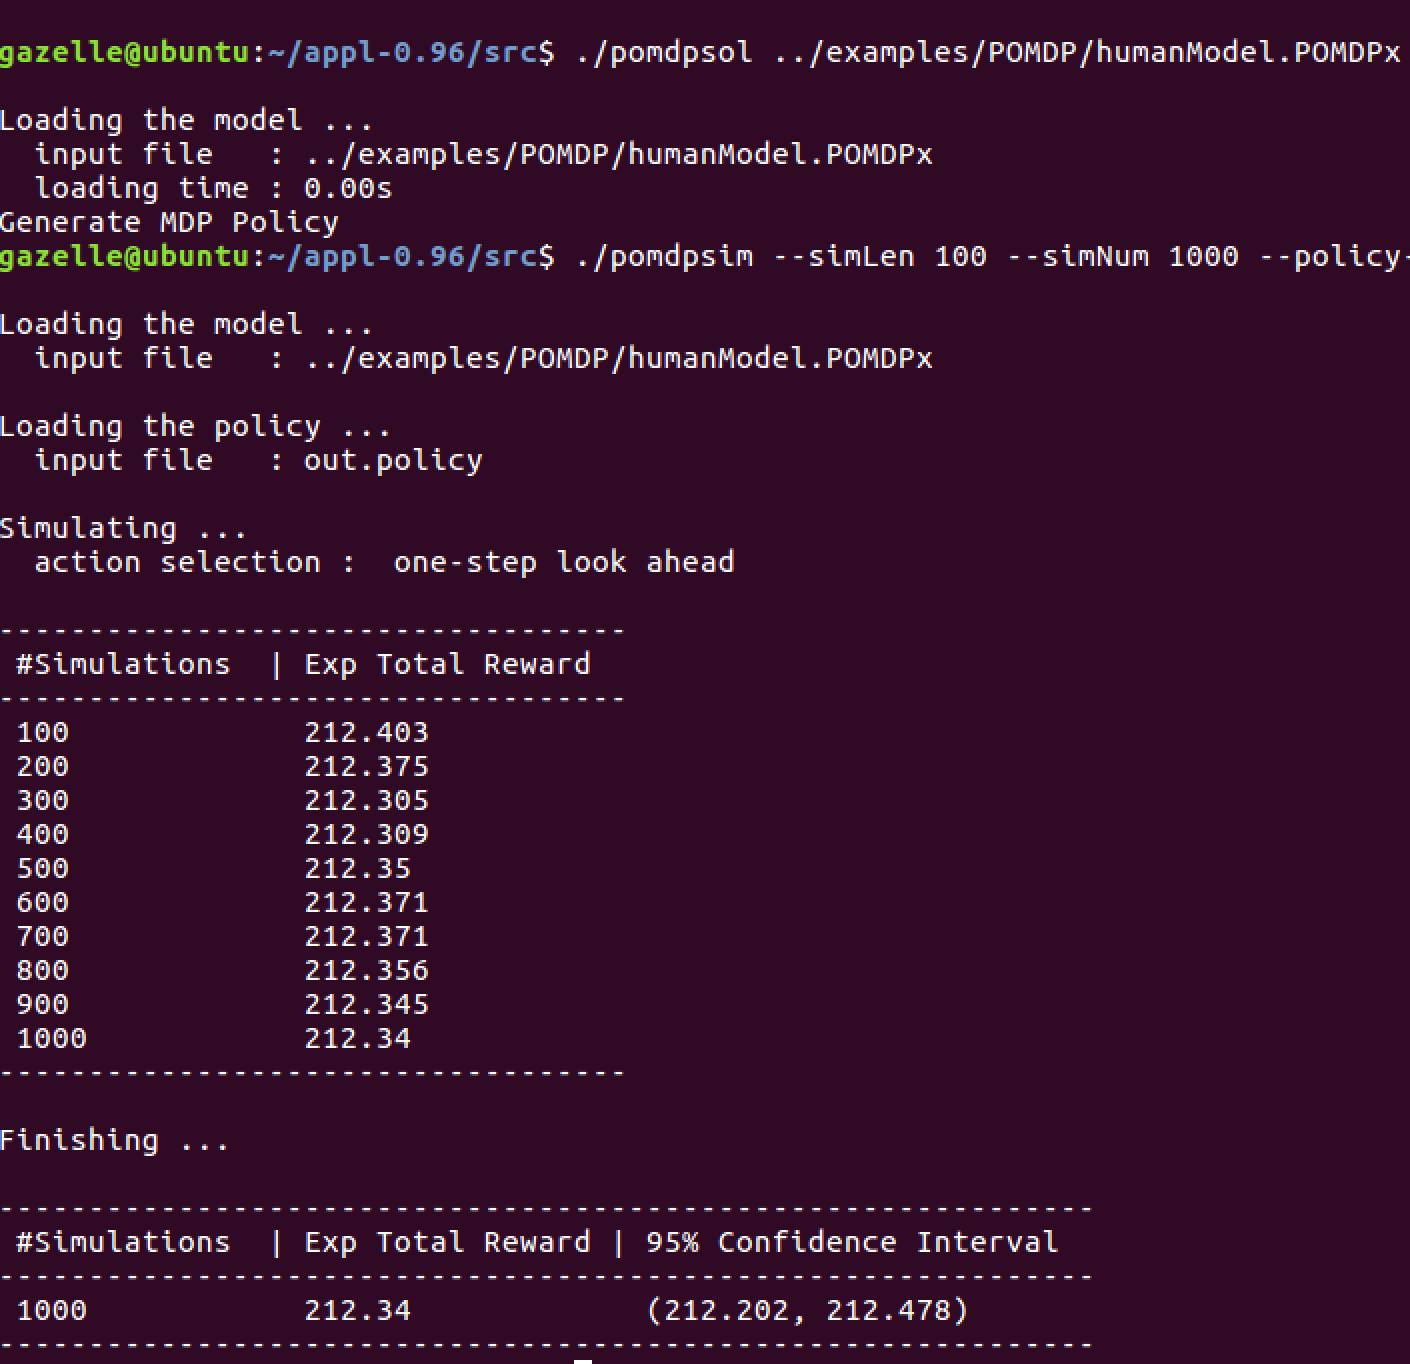 gazelle@ubuntu:~/appl-0.96/src$ ./pomdpsol ../examples/POMDP/humanModel.POMDPx
Loading the model ...
input file   : ../examples/POMDP/humanModel.POMDPx
loading time : 0.00s
Generate MDP Policy
gazelle@ubuntu:~/appl-0.96/src$ ./pomdpsim --simLen 100 --simNum 1000 --policy-
Loading the model ...
input file   : ../examples/POMDP/humanModel.POMDPx
Loading the policy ...
input file   : out.policy
Simulating ...
action selection :  one-step look ahead
-----------------------------------
#Simulations  | Exp Total Reward
-----------------------------------
100             212.403
200             212.375
300             212.305
400             212.309
500             212.35
600             212.371
700             212.371
800             212.356
900             212.345
1000            212.34
-----------------------------------
Finishing ...
-------------------------------------------------------------
#Simulations  | Exp Total Reward | 95% Confidence Interval
-------------------------------------------------------------
1000            212.34             (212.202, 212.478)
-------------------------------------------------------------